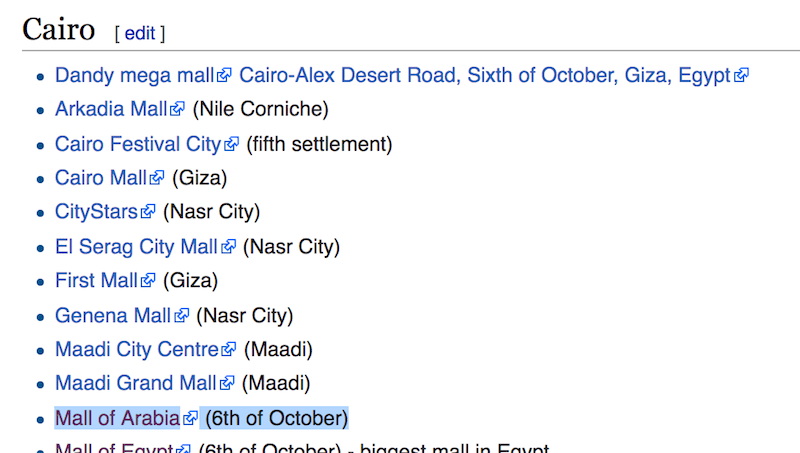 Cairo [ edit ]
Dandy mega mall Cairo-Alex Desert Road, Sixth of October, Giza, Egypt
Arkadia Mall (Nile Corniche)
Cairo Festival City (fifth settlement)
Cairo Mall (Giza)
CityStars (Nasr City)
El Serag City Mall (Nasr City)
First Mall (Giza)
Genena Mall (Nasr City)
Maadi City Centre (Maadi)
Maadi Grand Mall (Maadi)
Mall of Arabia (6th of October)
Mall of Egypt (6th of October) - biggest mall in Egypt